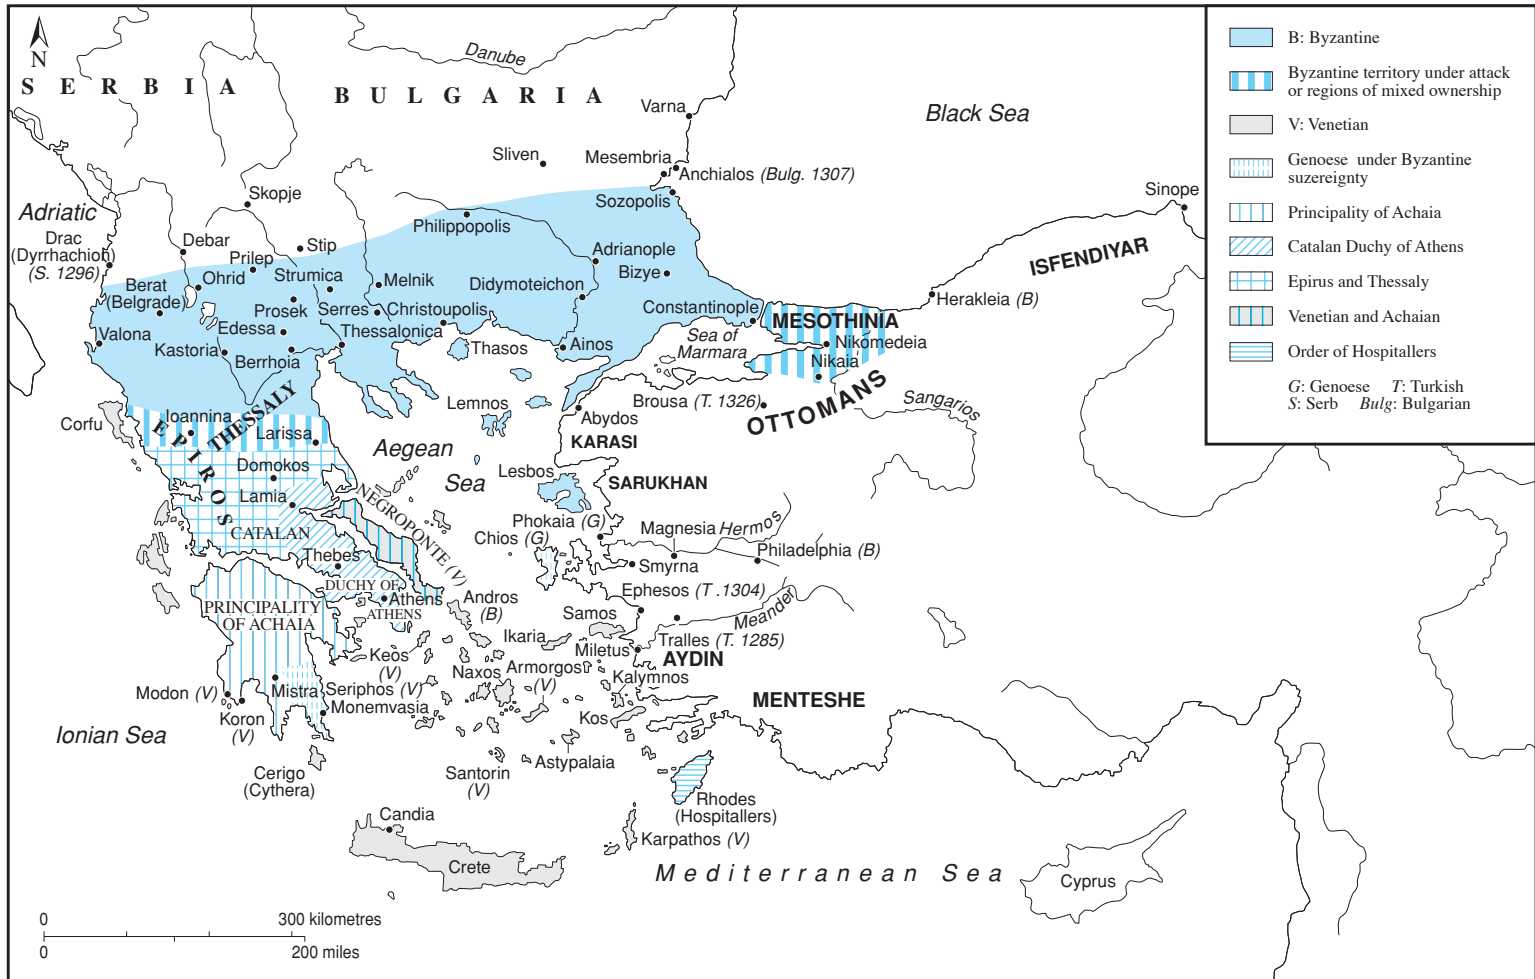 N
SERBIA
BULGARIA
Danube
Varna
Black Sea
Sliven
Mesembria
Anchialos (Bulg. 1307)
Sozopolis
Sinope
Skopje
Adriatic
Drac
(Dyrrhachion)
(S. 1296)
Debar
Prilep
Stip
Philippopolis
Adrianople
Bizye
ISFENDIYAR
Berat
(Belgrade)
Ohrid
Strumica
Melnik
Didymoteichon
Herakleia (B)
Prosek
Serres
Christoupolis
Constantinople
MESOTHINIA
Valona
Edessa
Thessalonica
Sea of
Marmara
Nikomedeia
Kastoria
Berrhoia
Thasos
Ainos
Nikaia
OTTOMANS
Brousa (T. 1326)
Sangarios
Corfu
Ioannina
THESSALY
Larissa
EPIROS
Lemnos
Abydos
KARASI
Aegean
Sea
Domokos
Lesbos
SARUKHAN
Lamia
NEGROPONTE (V)
CATALAN
Phokaia (G)
Chios (G)
Magnesia
Hermos
Philadelphia (B)
Thebes
Smyrna
DUCHY OF
ATHENS
Athens
Andros
(B)
Ephesos (T .1304)
Meander
PRINCIPALITY
OF ACHAIA
Samos
Ikaria
Tralles (T. 1285)
Miletus
AYDIN
Keos
(V)
Naxos
Armorgos
(V)
Kalymnos
MENTESHE
Modon (V)
Mistra
Seriphos (V)
Monemvasia
Koron
(V)
Kos
Ionian Sea
Astypalaia
Cerigo
(Cythera)
Santorin
(V)
Rhodes
(Hospitallers)
Candia
Karpathos (V)
Crete
Mediterranean Sea
Cyprus
0
300 kilometres
0
200 miles
B: Byzantine
Byzantine territory under attack
or regions of mixed ownership
V: Venetian
Genoese under Byzantine
suzereignty
Principality of Achaia
Catalan Duchy of Athens
Epirus and Thessaly
Venetian and Achaian
Order of Hospitallers
G: Genoese T: Turkish
S: Serb Bulg: Bulgarian